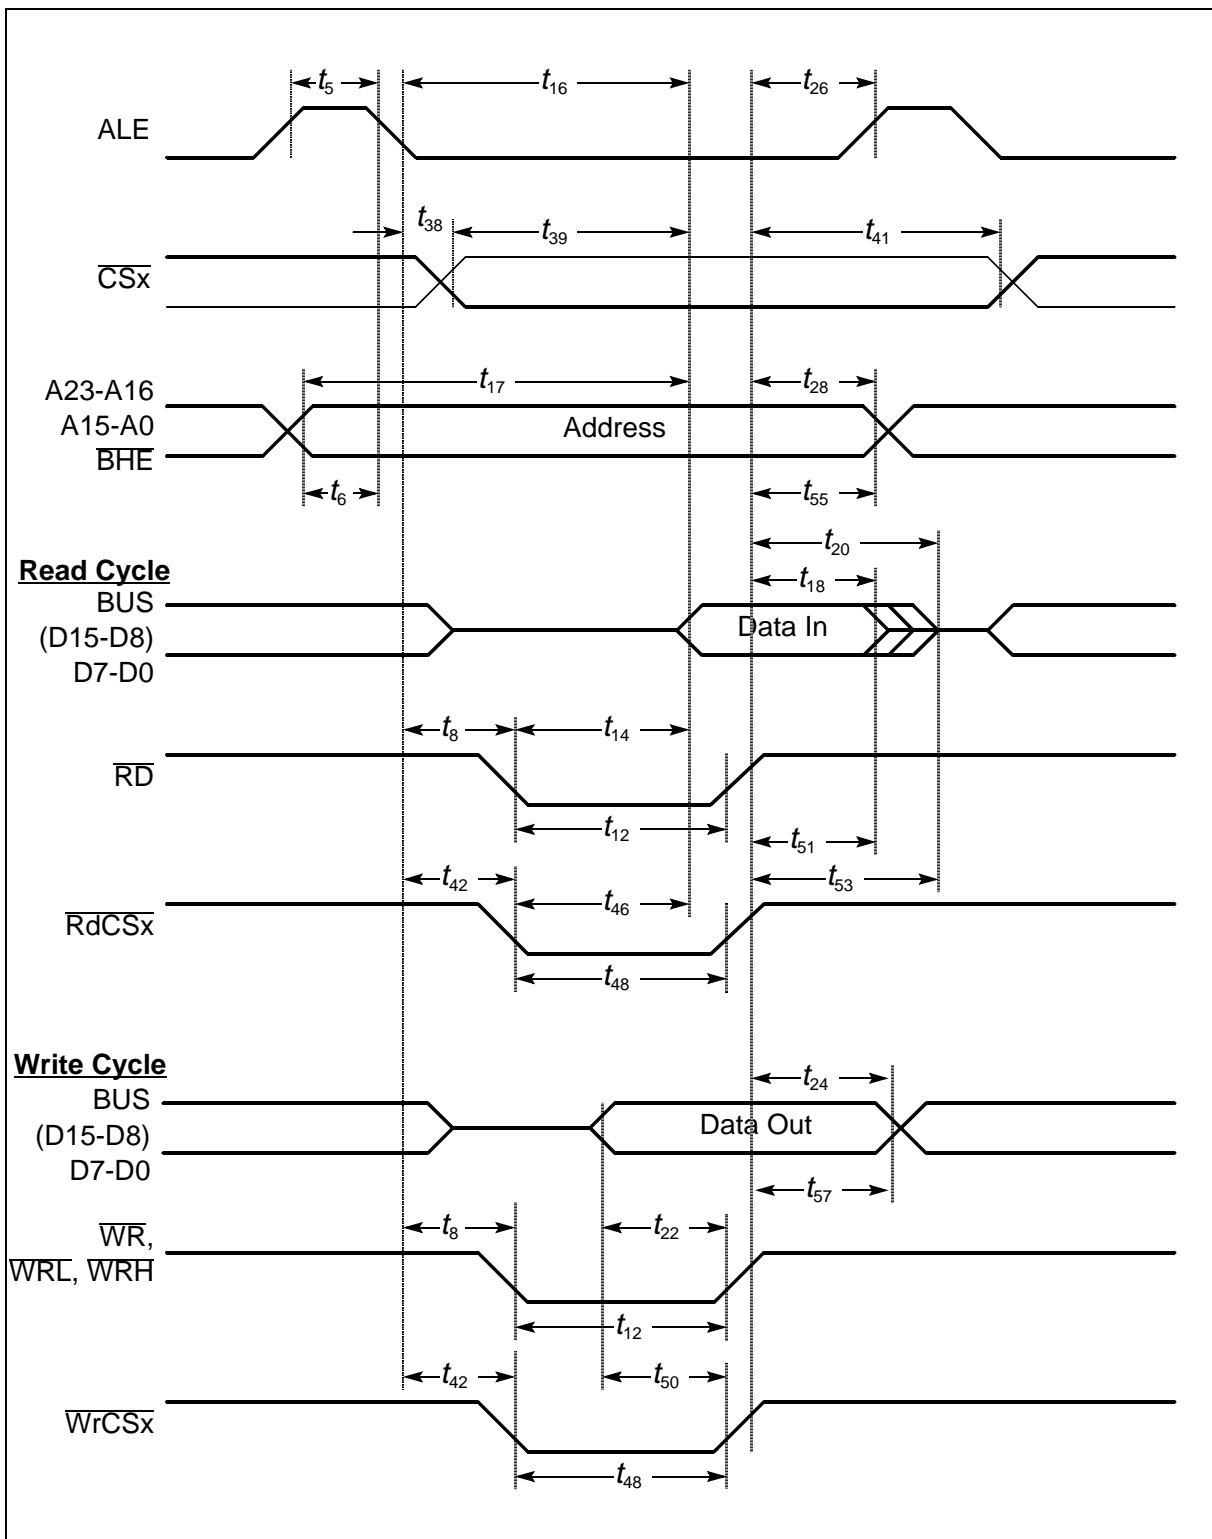 t5
t16
t26
ALE
t38
t39
t41
CSx
A23-A16
t17
t28
A15-A0
Address
BHE
t6
t55
t20
Read Cycle
t18
BUS
(D15-D8)
Data In
D7-D0
t8
t14
RD
t12
t51
t42
t46
t53
RdCSx
t48
Write Cycle
t24
BUS
(D15-D8)
Data Out
D7-D0
t57
WR,
t8
t22
WRL, WRH
t12
t42
t50
WrCSx
t48